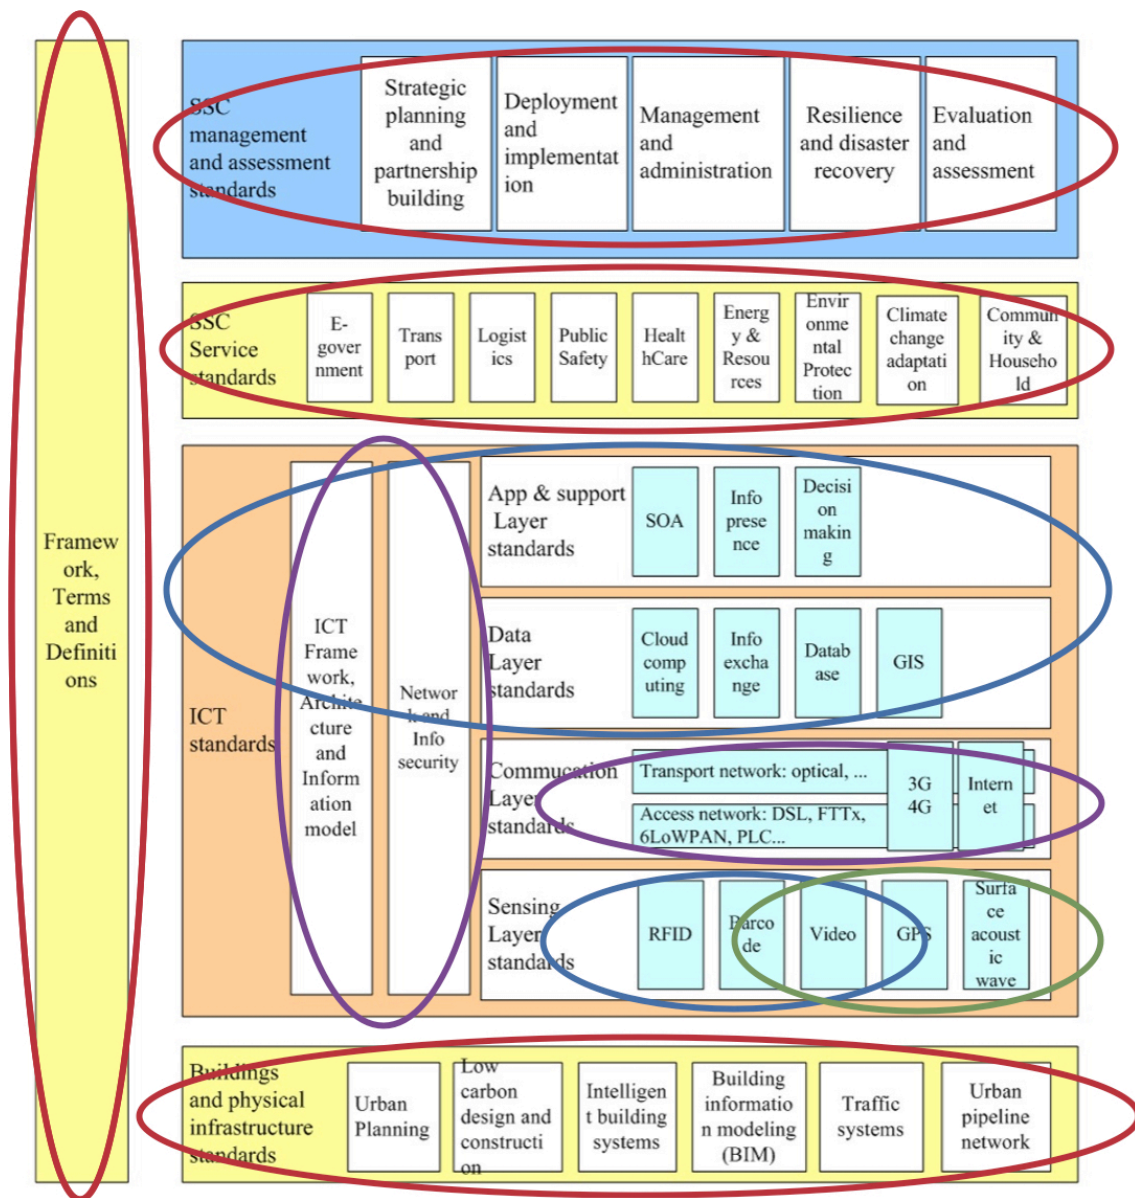 Framew
ork,
Terms
and
Definiti
ons
SSC
management
and assessment
standards
Strategic
planning and
partnership
building
Deployment
and
implementat
ion
Management
and
administration
Resilience
and disaster
recovery
Evaluation
and
assessment
SSC
Service
standards
E-
gover
nment
Trans
port
Logist
ics
Public
Safety
Healt
hCare
Energ
y &
Resou
rces
Envir
onme
ntal
Protec
tion
Climate
change
adaptati
on
Commun
ity &
Househo
ld
ICT
standards
ICT
Frame
work,
Archite
cture
and
Inform
ation
model
Networ
k and
Info
security
App & support
Layer
standards
SOA
Info
prese
nce
Decis
ion
makin
g
Data
Layer
standards
Cloud
comp
uting
Info
excha
nge
Datab
ase
GIS
Commucation
Layer
standards
Transport network: optical, ...
Access network: DSL, FTTx,
6LoWPAN, PLC...
3G
4G
Intern
et
Sensing
Layer
standards
RFID
Barco
de
Video
GPS
Surfa
ce
acoust
ic
wave
Buildings
and physical
infrastructure
standards
Urban
Planning
Low
carbon
design and
constructi
on
Intelligen
t building
systems
Building
informatio
n modeling
(BIM)
Traffic
systems
Urban
pipeline
network